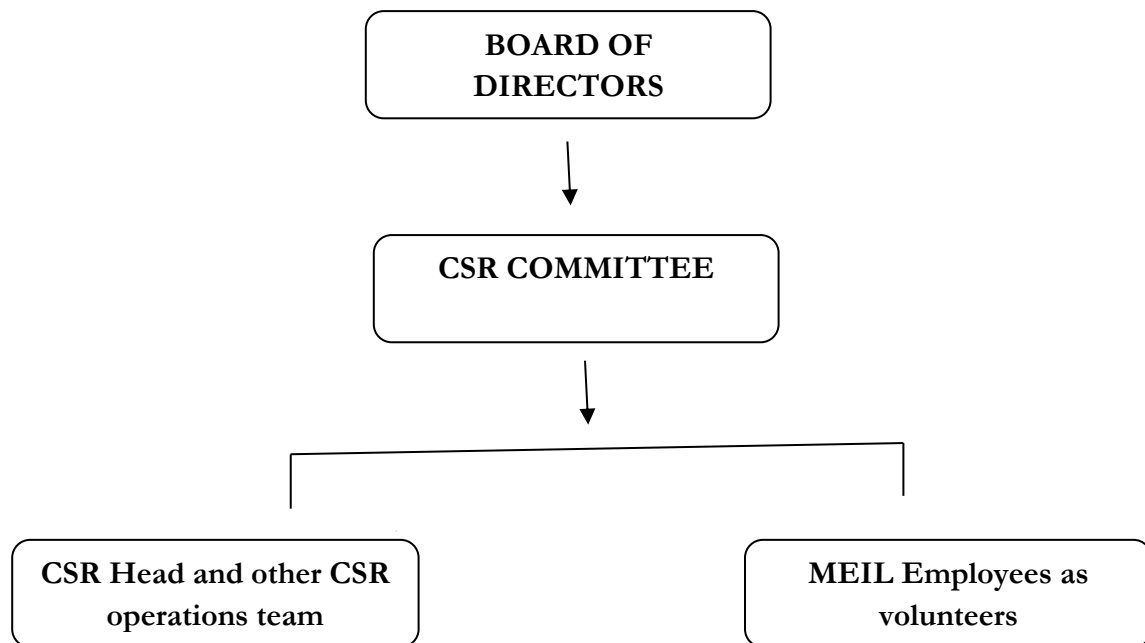 BOARD OF
DIRECTORS
CSR COMMITTEE
CSR Head and other CSR
operations team
MEIL Employees as
volunteers